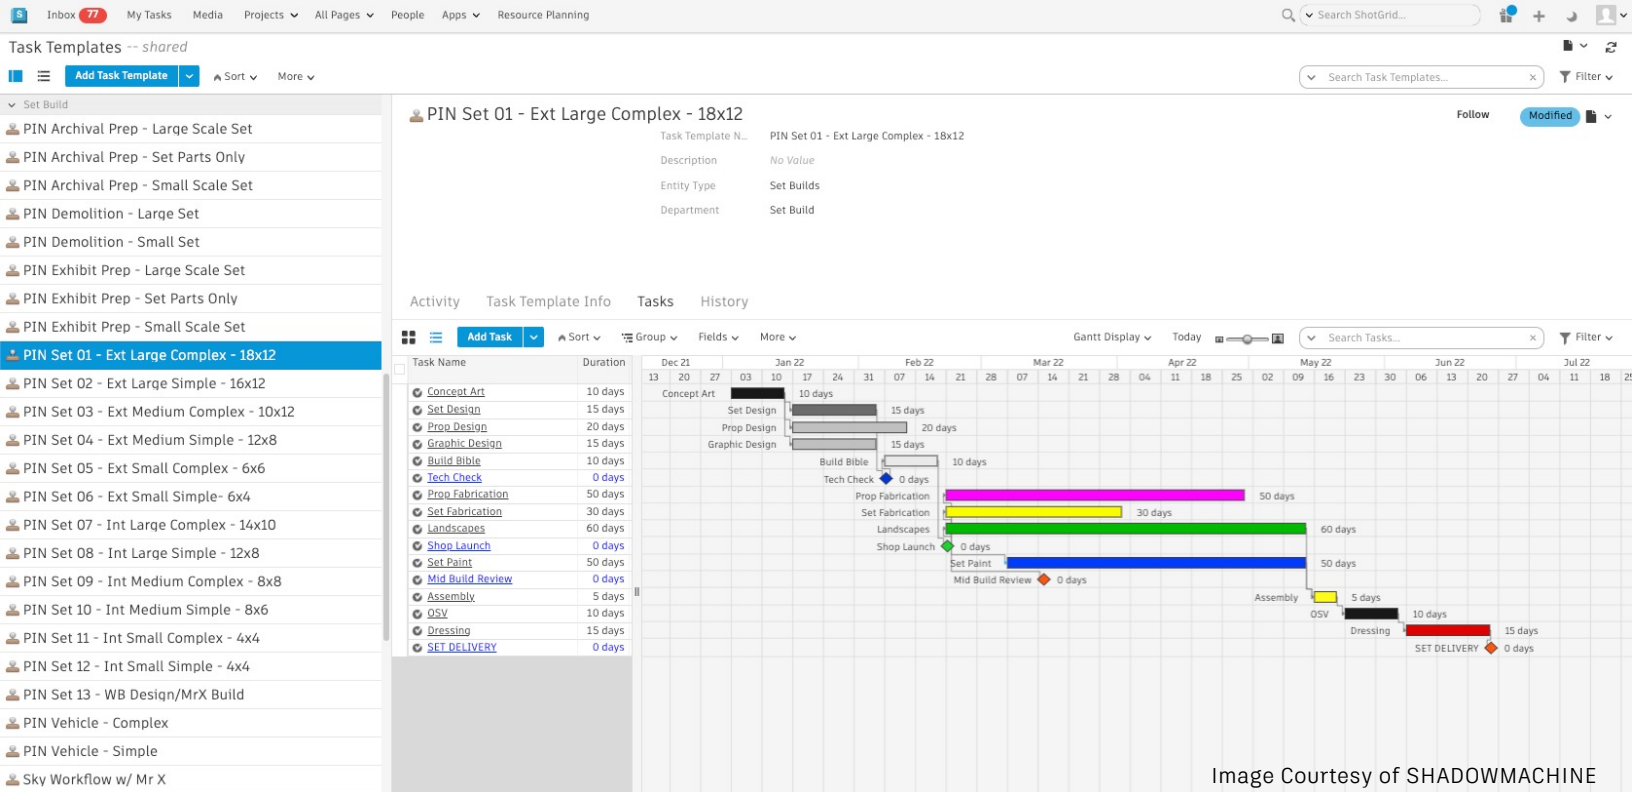 S Inbox 77 My Tasks Media Projects All Pages People Apps Resource Planning Search ShotGrid...
Task Templates -- shared
Add Task Template Sort More Search Task Templates... × Filter
Set Build
PIN Archival Prep - Large Scale Set
PIN Archival Prep - Set Parts Only
PIN Archival Prep - Small Scale Set
PIN Demolition - Large Set
PIN Demolition - Small Set
PIN Exhibit Prep - Large Scale Set
PIN Exhibit Prep - Set Parts Only
PIN Exhibit Prep - Small Scale Set
PIN Set 01 - Ext Large Complex - 18x12
PIN Set 02 - Ext Large Simple - 16x12
PIN Set 03 - Ext Medium Complex - 10x12
PIN Set 04 - Ext Medium Simple - 12x8
PIN Set 05 - Ext Small Complex - 6x6
PIN Set 06 - Ext Small Simple- 6x4
PIN Set 07 - Int Large Complex - 14x10
PIN Set 08 - Int Large Simple - 12x8
PIN Set 09 - Int Medium Complex - 8x8
PIN Set 10 - Int Medium Simple - 8x6
PIN Set 11 - Int Small Complex - 4x4
PIN Set 12 - Int Small Simple - 4x4
PIN Set 13 - WB Design/MrX Build
PIN Vehicle - Complex
PIN Vehicle - Simple
Sky Workflow w/ Mr X
PIN Set 01 - Ext Large Complex - 18x12
Follow Modified
Task Template N... PIN Set 01 - Ext Large Complex - 18x12
Description No Value
Entity Type Set Builds
Department Set Build
Activity Task Template Info Tasks History
Add Task Sort Group Fields More Gantt Display Today Search Tasks... × Filter
Task Name Duration
Concept Art 10 days
Set Design 15 days
Prop Design 20 days
Graphic Design 15 days
Build Bible 10 days
Tech Check 0 days
Prop Fabrication 50 days
Set Fabrication 30 days
Landscapes 60 days
Shop Launch 0 days
Set Paint 50 days
Mid Build Review 0 days
Assembly 5 days
OSV 10 days
Dressing 15 days
SET DELIVERY 0 days
Dec 21 Jan 22 Feb 22 Mar 22 Apr 22 May 22 Jun 22 Jul 22
13 20 27 03 10 17 24 31 07 14 21 28 07 14 21 28 04 11 18 25 02 09 16 23 30 06 13 20 27 04 11 18 25
Concept Art 10 days
Set Design 15 days
Prop Design 20 days
Graphic Design 15 days
Build Bible 10 days
Tech Check 0 days
Prop Fabrication 50 days
Set Fabrication 30 days
Landscapes 60 days
Shop Launch 0 days
Set Paint 50 days
Mid Build Review 0 days
Assembly 5 days
OSV 10 days
Dressing 15 days
SET DELIVERY 0 days
Image Courtesy of SHADOWMACHINE